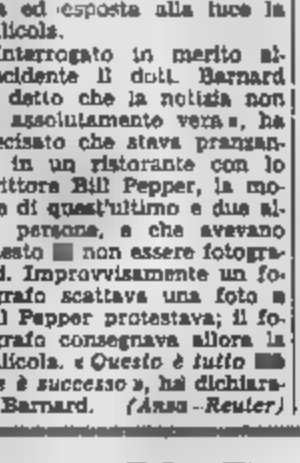 ed esposta alla luce la
licola.
Interrogato in merito al-
cidente il dott. Barnard
detto che la notizia non
assolutamente vera », ha
ecisato che stava pranzan-
in un ristorante con lo
rittore Bill Pepper, la mo-
e di quest'ultimo e due al-
persone, e che avevano
iesto non essere fotogra-
i. Improvvisamente un fo-
grafo scattava una foto e
l Pepper protestava; il fo-
grafo consegnava allora la
licola. « Questo è tutto
è successo », ha dichiara-
Barnard. (Ansa - Reuter)